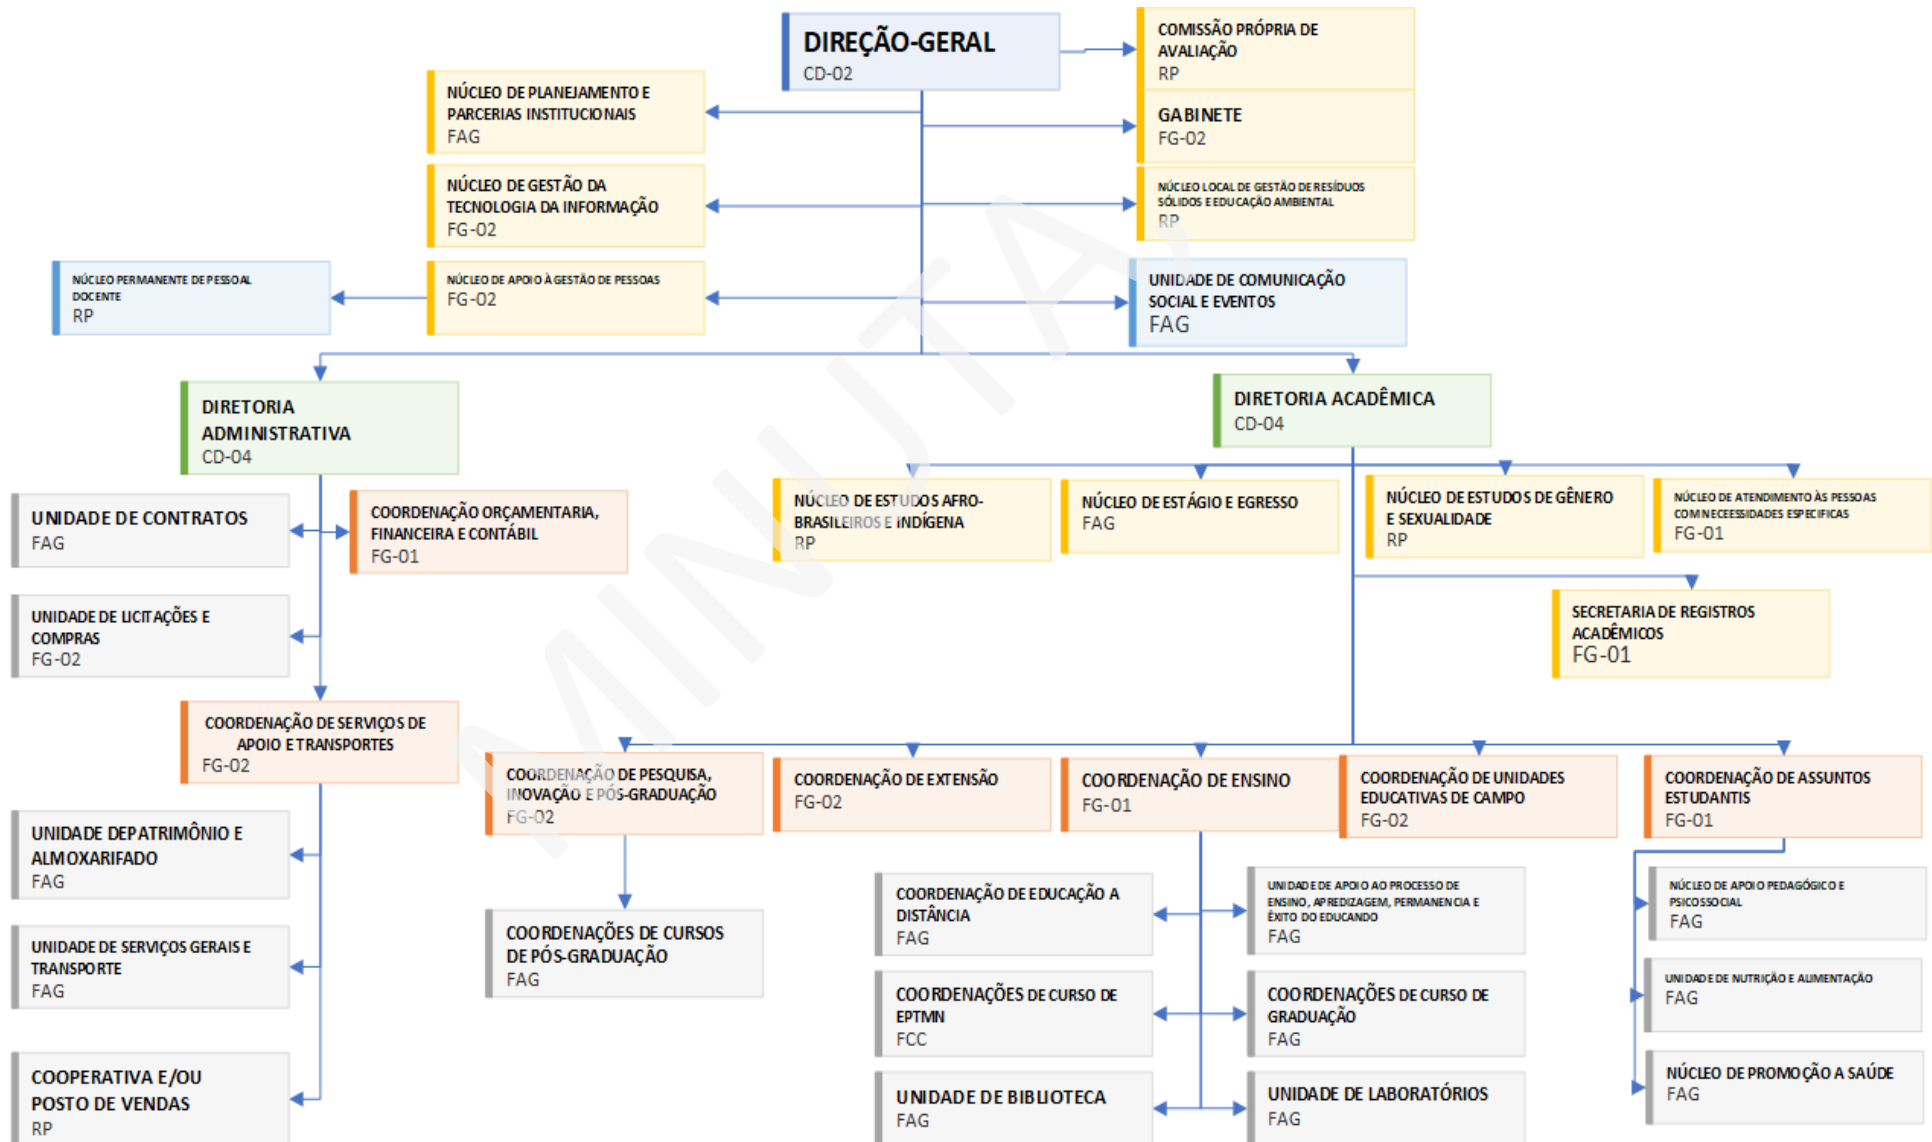 DIREÇÃO-GERAL
CD-02
COMISSÃO PRÓPRIA DE
AVALIAÇÃO
RP
NÚCLEO DE PLANEJAMENTO E
PARCERIAS INSTITUCIONAIS
FAG
GABINETE
FG-02
NÚCLEO DE GESTÃO DA
TECNOLOGIA DA INFORMAÇÃO
FG-02
NÚCLEO LOCAL DE GESTÃO DE RESÍDUOS
SÓLIDOS E EDUCAÇÃO AMBIENTAL
RP
NÚCLEO PERMANENTE DE PESSOAL
DOCENTE
RP
NÚCLEO DE APOIO À GESTÃO DE PESSOAS
FG-02
UNIDADE DE COMUNICAÇÃO
SOCIAL E EVENTOS
FAG
DIRETORIA
ADMINISTRATIVA
CD-04
DIRETORIA ACADÊMICA
CD-04
UNIDADE DE CONTRATOS
FAG
COORDENAÇÃO ORÇAMENTARIA,
FINANCEIRA E CONTÁBIL
FG-01
NÚCLEO DE ESTUDOS AFRO-
BRASILEIROS E INDÍGENA
RP
NÚCLEO DE ESTÁGIO E EGRESSO
FAG
NÚCLEO DE ESTUDOS DE GÊNERO
E SEXUALIDADE
RP
NÚCLEO DE ATENDIMENTO ÀS PESSOAS
COM NECEESSIDADES ESPECIFICAS
FG-01
UNIDADE DE LICITAÇÕES E
COMPRAS
FG-02
SECRETARIA DE REGISTROS
ACADÊMICOS
FG-01
COORDENAÇÃO DE SERVIÇOS DE
APOIO E TRANSPORTES
FG-02
COORDENAÇÃO DE PESQUISA,
INOVAÇÃO E PÓS-GRADUAÇÃO
FG-02
COORDENAÇÃO DE EXTENSÃO
FG-02
COORDENAÇÃO DE ENSINO
FG-01
COORDENAÇÃO DE UNIDADES
EDUCATIVAS DE CAMPO
FG-02
COORDENAÇÃO DE ASSUNTOS
ESTUDANTIS
FG-01
UNIDADE DEPATRIMÔNIO E
ALMOXARIFADO
FAG
UNIDADE DE SERVIÇOS GERAIS E
TRANSPORTE
FAG
COOPERATIVA E/OU
POSTO DE VENDAS
RP
COORDENAÇÕES DE CURSOS
DE PÓS-GRADUAÇÃO
FAG
COORDENAÇÃO DE EDUCAÇÃO A
DISTÂNCIA
FAG
UNIDADE DE APOIO AO PROCESSO DE
ENSINO, APREDIZAGEM, PERMANENCIA E
ÊXITO DO EDUCANDO
FAG
COORDENAÇÕES DE CURSO DE
EPTMN
FCC
COORDENAÇÕES DE CURSO DE
GRADUAÇÃO
FAG
UNIDADE DE BIBLIOTECA
FAG
UNIDADE DE LABORATÓRIOS
FAG
NÚCLEO DE APOIO PEDAGÓGICO E
PSICOSSOCIAL
FAG
UNIDADE DE NUTRIÇÃO E ALIMENTAÇÃO
FAG
NÚCLEO DE PROMOÇÃO A SAÚDE
FAG
MINUTA